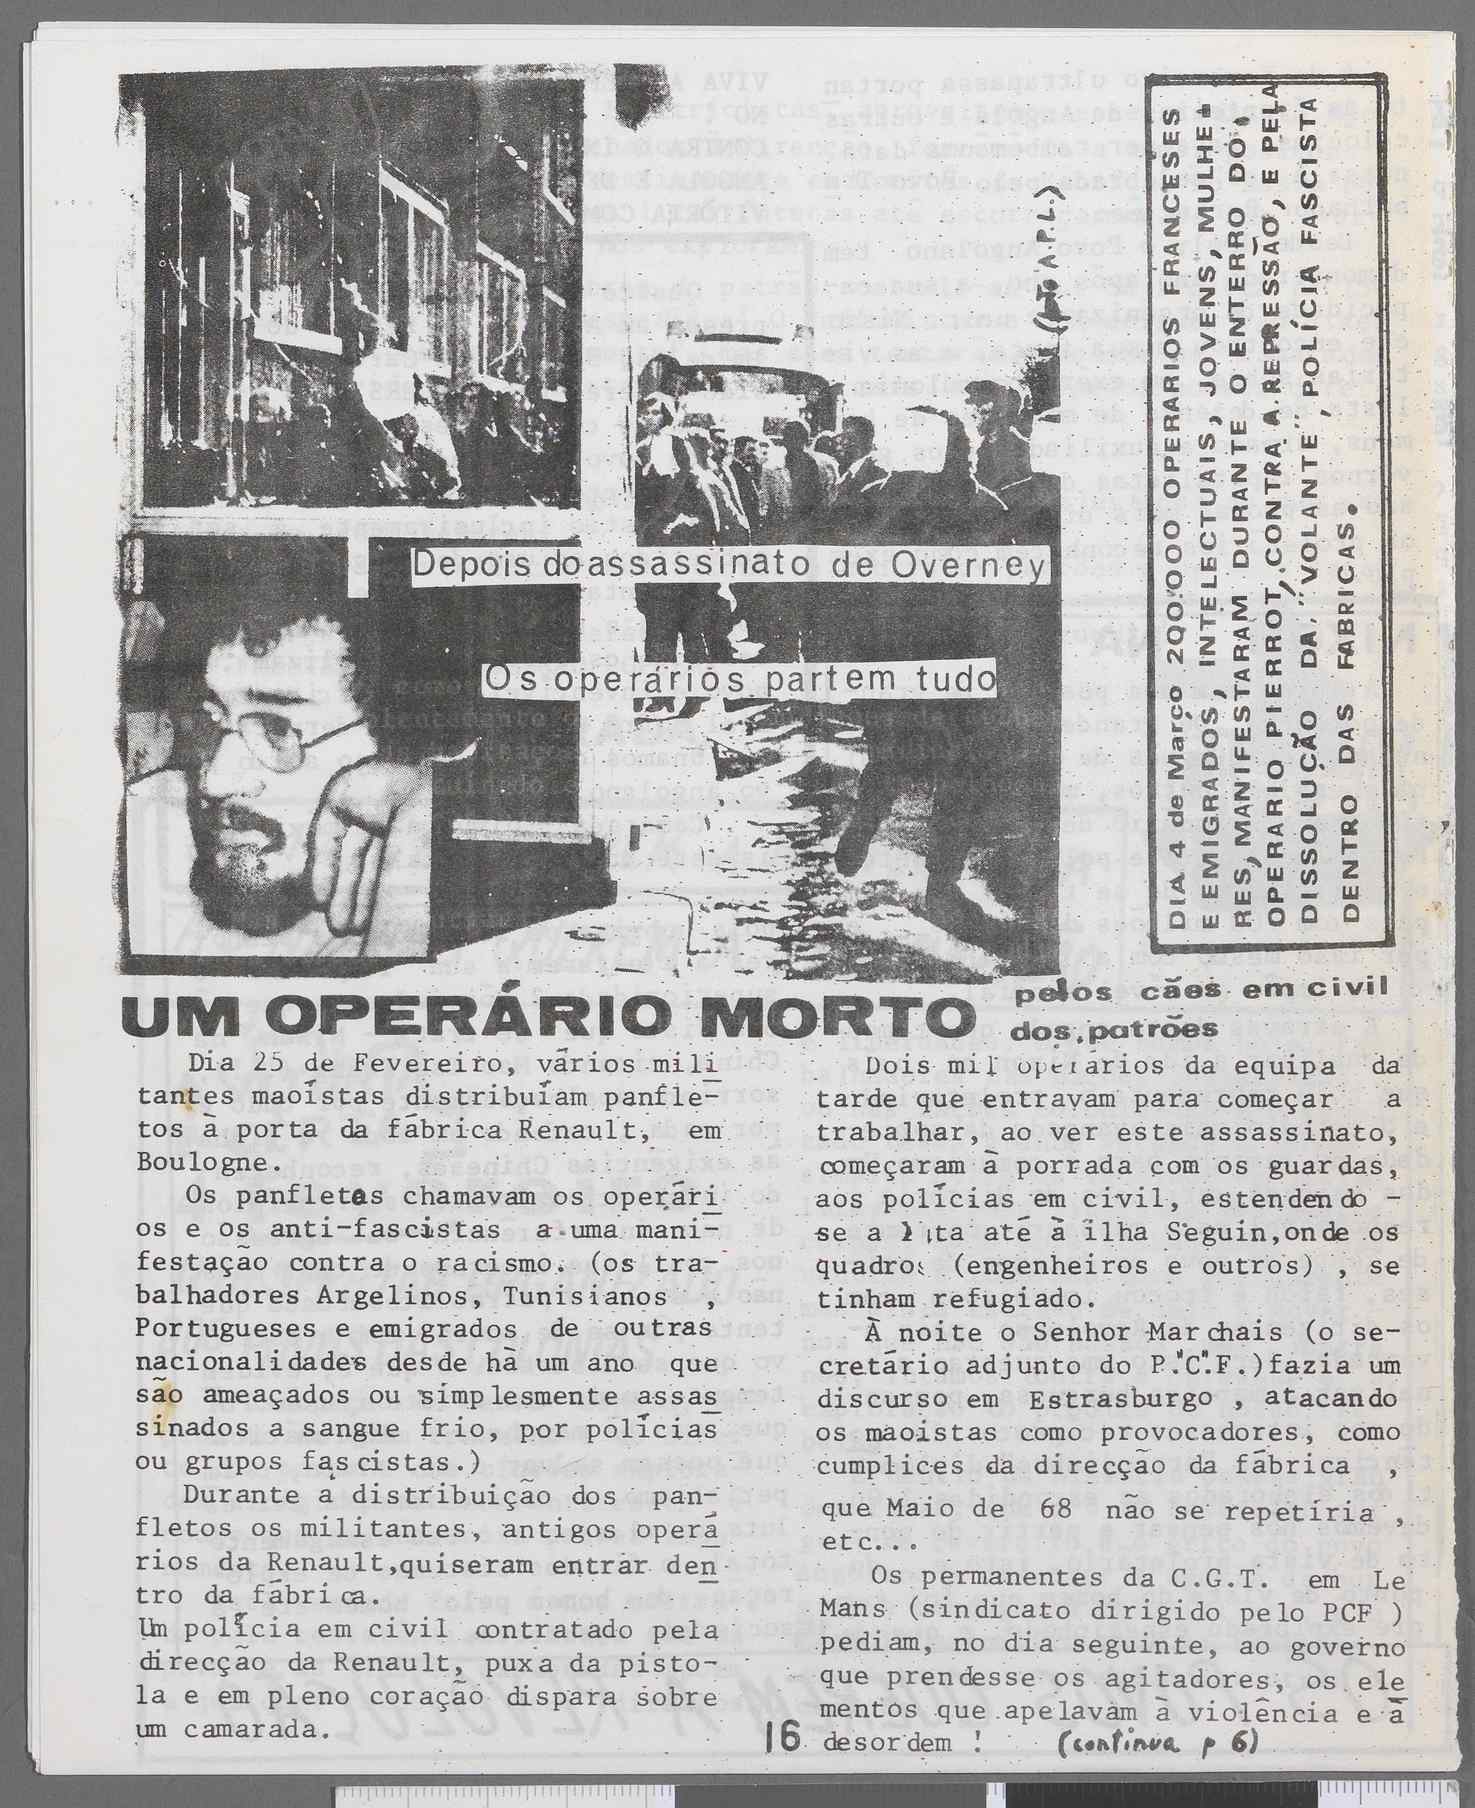 (foto A.P.L.)
DIA 4 de Março 200.000 OPERARIOS FRANCESES
E EMIGRADOS, INTELECTUAIS, JOVENS, MULHE-
RES, MANIFESTARAM DURANTE O ENTERRO DO,
OPERARIO PIERROT, CONTRA A REPRESSÃO, E PELA
DISSOLUÇÃO DA, "VOLANTE", POLÍCIA FASCISTA
DENTRO DAS FABRICAS.
Depois do assassinato de Overney
Os operários partem tudo
UM OPERÁRIO MORTO pelos cães em civil
dos patrões
Dia 25 de Fevereiro, vários mili
tantes maoístas distribuíam panfle-
tos à porta da fábrica Renault, em
Boulogne.
Os panfletos chamavam os operári
os e os anti-fascistas a uma mani-
festação contra o racismo. (os tra-
balhadores Argelinos, Tunisianos ,
Portugueses e emigrados de outras
nacionalidades desde hà um ano que
são ameaçados ou simplesmente assas
sinados a sangue frio, por polícias
ou grupos fascistas.)
Durante a distribuição dos pan-
fletos os militantes, antigos operá
rios da Renault,quiseram entrar den
tro da fábrica.
Um polícia em civil contratado pela
direcção da Renault, puxa da pisto-
la e em pleno coração dispara sobre
um camarada.
Dois mil operarios da equipa da
tarde que entravam para começar a
trabalhar, ao ver este assassinato,
começaram à porrada com os guardas,
aos polícias em civil, estendendo -
se a luta até à ilha Seguin,onde os
quadros (engenheiros e outros) , se
tinham refugiado.
À noite o Senhor Marchais (o se-
cretário adjunto do P."C".F.)fazia um
discurso em Estrasburgo , atacando
os maoistas como provocadores, como
cumplices da direcção da fábrica ,
que Maio de 68 não se repetíria ,
etc...
Os permanentes da C.G.T. em Le
Mans (sindicato dirigido pelo PCF )
pediam, no dia seguinte, ao governo
que prendesse os agitadores, os ele
mentos que apelavam à violência e à
desordem ! (continua p 6)
16